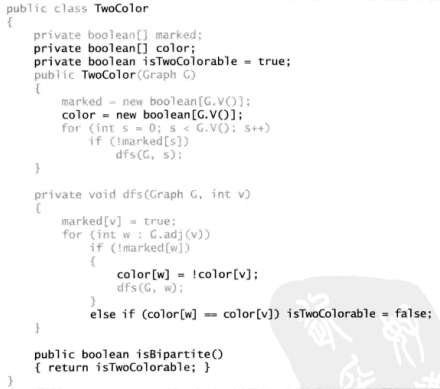 public class TwoColor
{
private boolean[] marked;
private boolean[] color;
private boolean isTwoColorable = true;
public TwoColor(Graph G)
{
marked = new boolean[G.V()];
color = new boolean[G.V()];
for (int s = 0; s < G.V(); s++)
if (!marked[s])
dfs(G, s);
}
private void dfs(Graph G, int v)
{
marked[v] = true;
for (int w : G.adj(v))
if (!marked[w])
{
color[w] = !color[v];
dfs(G, w);
}
else if (color[w] == color[v]) isTwoColorable = false;
}
public boolean isBipartite()
{ return isTwoColorable; }
}